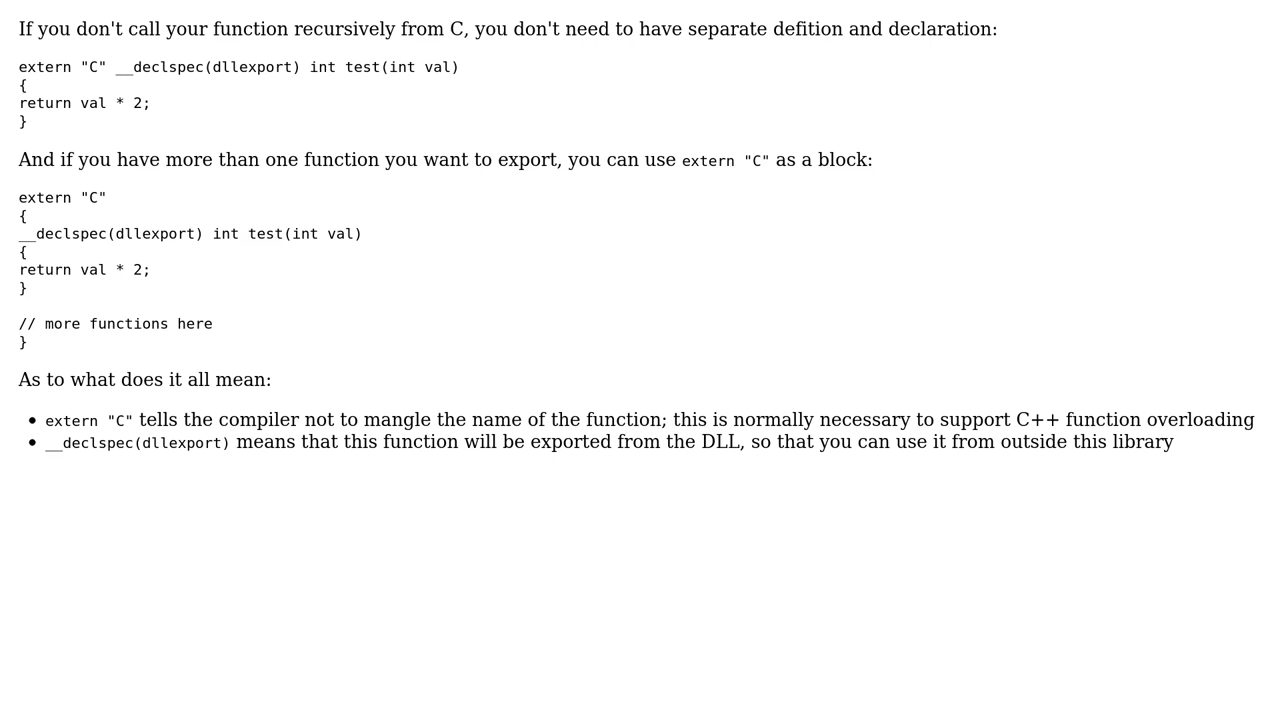 If you don't call your function recursively from C, you don't need to have separate defition and declaration:
extern "C" __declspec(dllexport) int test(int val)
{
return val * 2;
}
And if you have more than one function you want to export, you can use extern "C" as a block:
extern "C"
{
__declspec(dllexport) int test(int val)
{
return val * 2;
}
// more functions here
}
As to what does it all mean:
• extern "C" tells the compiler not to mangle the name of the function; this is normally necessary to support C++ function overloading
• __declspec(dllexport) means that this function will be exported from the DLL, so that you can use it from outside this library